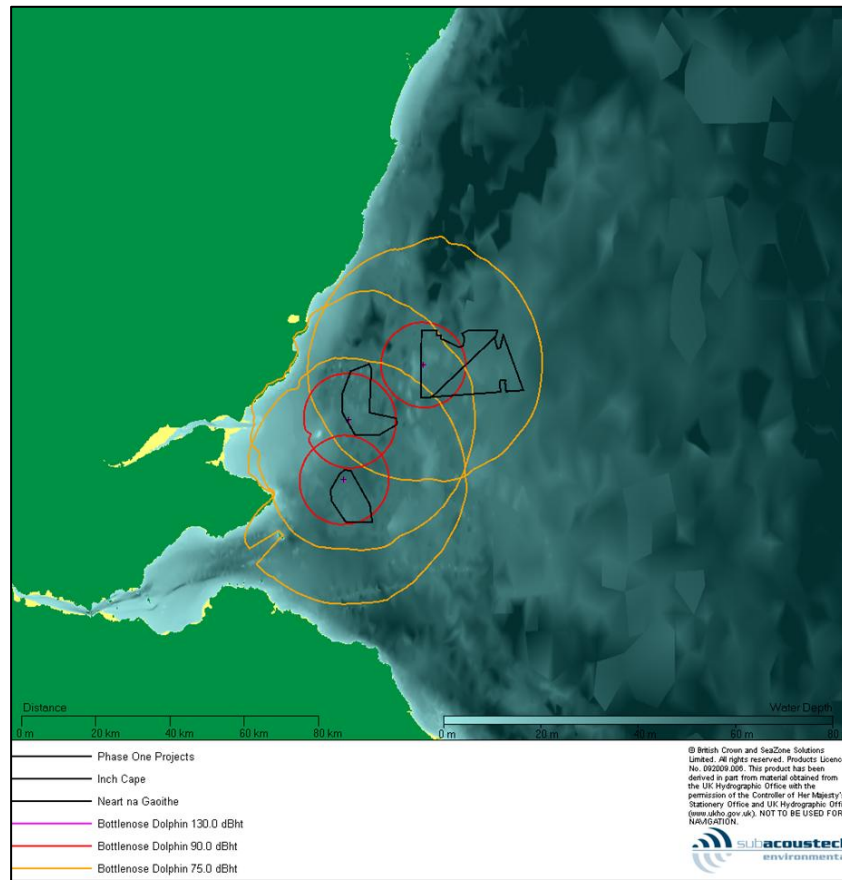 Distance
0 m 20 km 40 km 60 km 80 km
Water Depth
0 m 20 m 40 m 60 m 80
Phase One Projects
Inch Cape
Neart na Gaoithe
Bottlenose Dolphin 130.0 dBht
Bottlenose Dolphin 90.0 dBht
Bottlenose Dolphin 75.0 dBht
© British Crown and SeaZone Solutions
Limited. All rights reserved. Products Licenc
No. 092009.006. This product has been
derived in part from material obtained from
the UK Hydrographic Office with the
permission of the Controller of Her Majesty'
Stationery Office and UK Hydrographic Offi
(www.ukho.gov.uk). NOT TO BE USED FOR
NAVIGATION.
subacoustech
environmenta